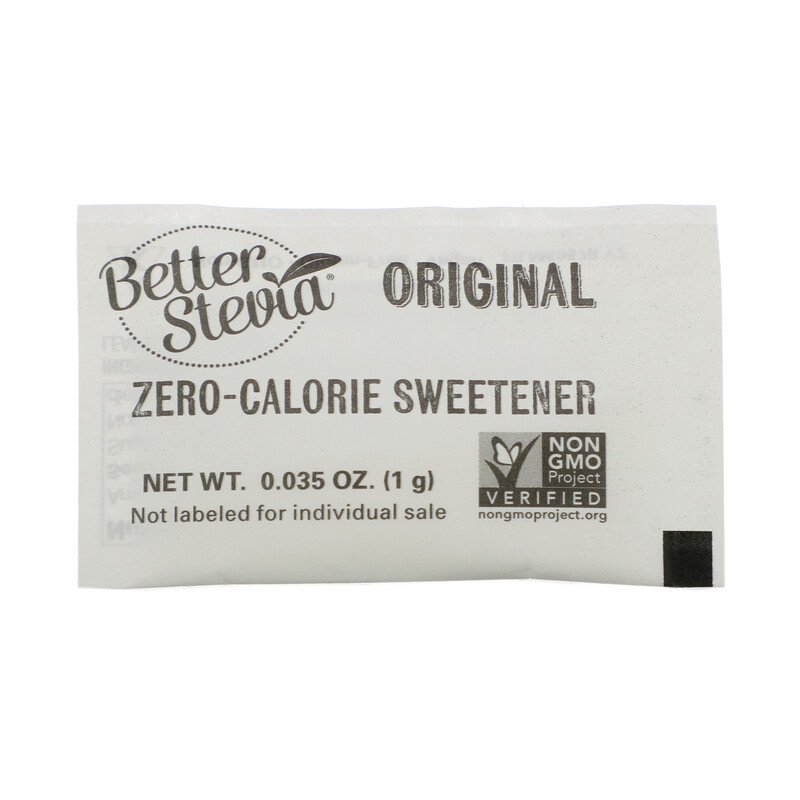 Better
Stevia®
ORIGINAL
ZERO-CALORIE SWEETENER
NET WT. 0.035 OZ. (1 g)
Not labeled for individual sale
NON
GMO
Project
VERIFIED
nongmoproject.org